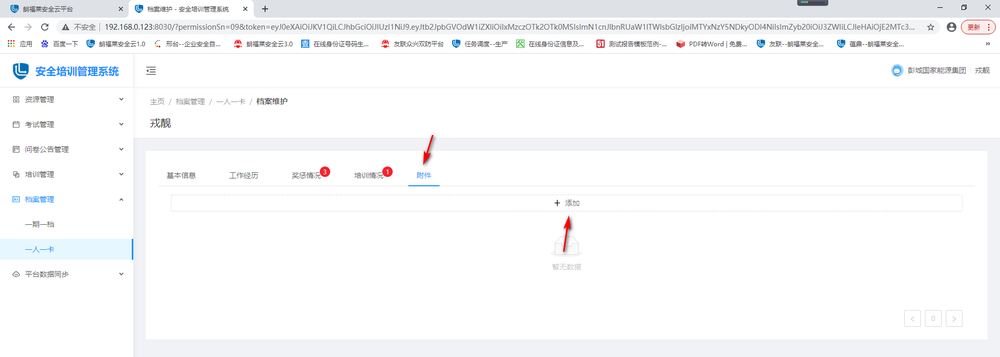 朗福莱安全云平台
档案维护 - 安全培训管理系统
不安全 192.168.0.123:8030/?permissionSn=09&token=
更新
应用
百度一下
朗福莱安全云1.0
邢台--企业安全自...
朗福莱安全云3.0
查 在线身份证号码生...
友联众兴双防平台
任务调度--生产
在线身份证信息及...
51 测试报告模板范例-...
PDF转Word | 免费...
友联--朗福莱安全...
蕴鼎--朗福莱安全...
安全培训管理系统
彭城国家能源集团 戎靓
资源管理
考试管理
问卷公告管理
培训管理
档案管理
一期一档
一人一卡
平台数据同步
主页 / 档案管理 / 一人一卡 / 档案维护
戎靓
基本信息 工作经历 奖惩情况 3 培训情况 1 附件
+ 添加
暂无数据
< 0 >